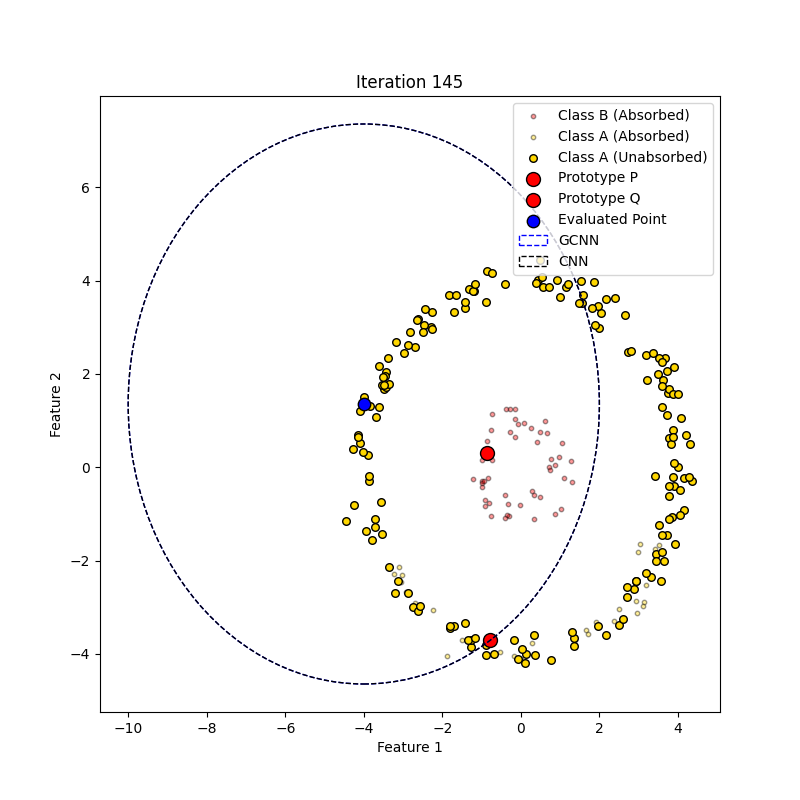 Iteration 145
Class B (Absorbed)
Class A (Absorbed)
Class A (Unabsorbed)
Prototype P
Prototype Q
Evaluated Point
GCNN
CNN
Feature 2
6
4
2
0
−2
−4
−10
−8
−6
−4
−2
0
2
4
Feature 1